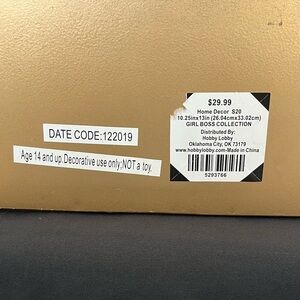 $29.99
Home Decor S20
10.25inx13in (26.04cmx33.02cm)
GIRL BOSS COLLECTION
Distributed By:
Hobby Lobby
Oklahoma City, OK 73179
www.hobbylobby.com-Made in China
5293766
DATE CODE:122019
Age 14 and up.Decorative use only;NOT a toy.